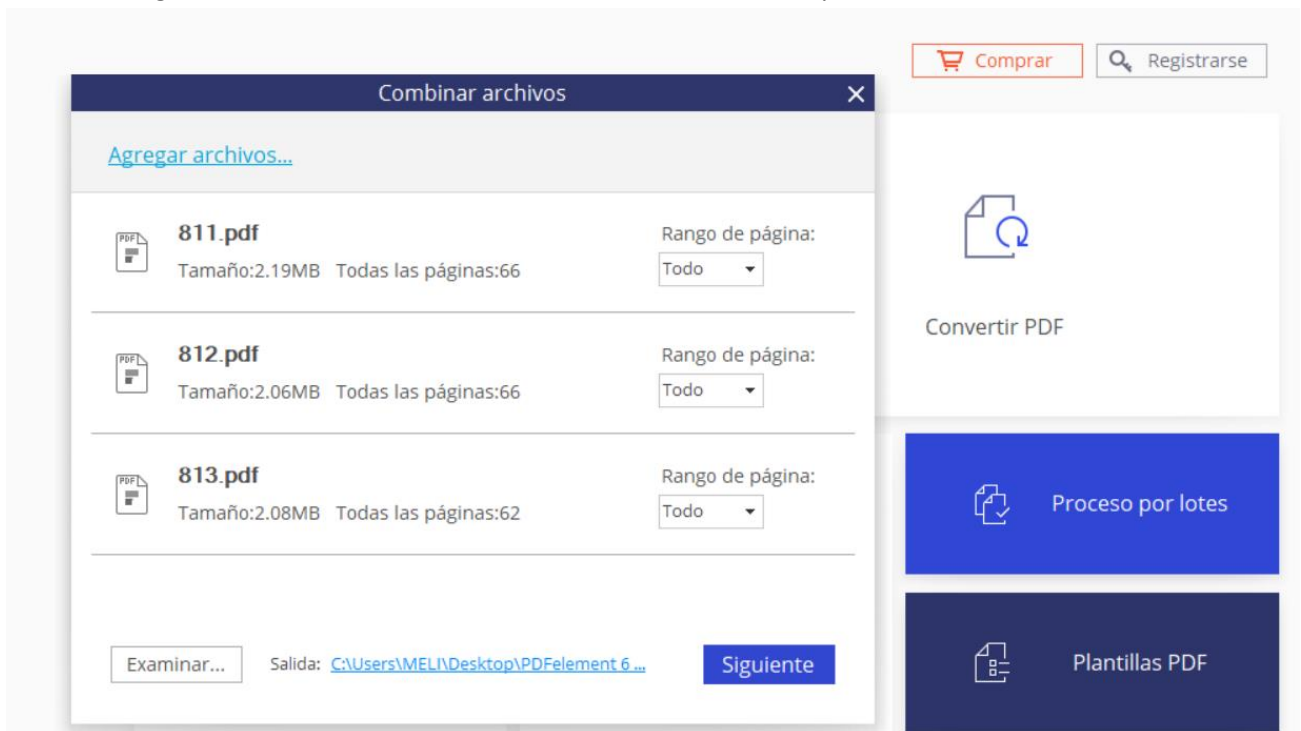 Comprar
Registrarse
Combinar archivos
Agregar archivos...
811.pdf
Rango de página:
Tamaño:2.19MB Todas las páginas:66
Todo
Convertir PDF
812.pdf
Rango de página:
Tamaño:2.06MB Todas las páginas:66
Todo
813.pdf
Rango de página:
Tamaño:2.08MB Todas las páginas:62
Todo
Proceso por lotes
Examinar...
Salida: C:\Users\MELI\Desktop\PDFelement 6 ...
Siguiente
Plantillas PDF